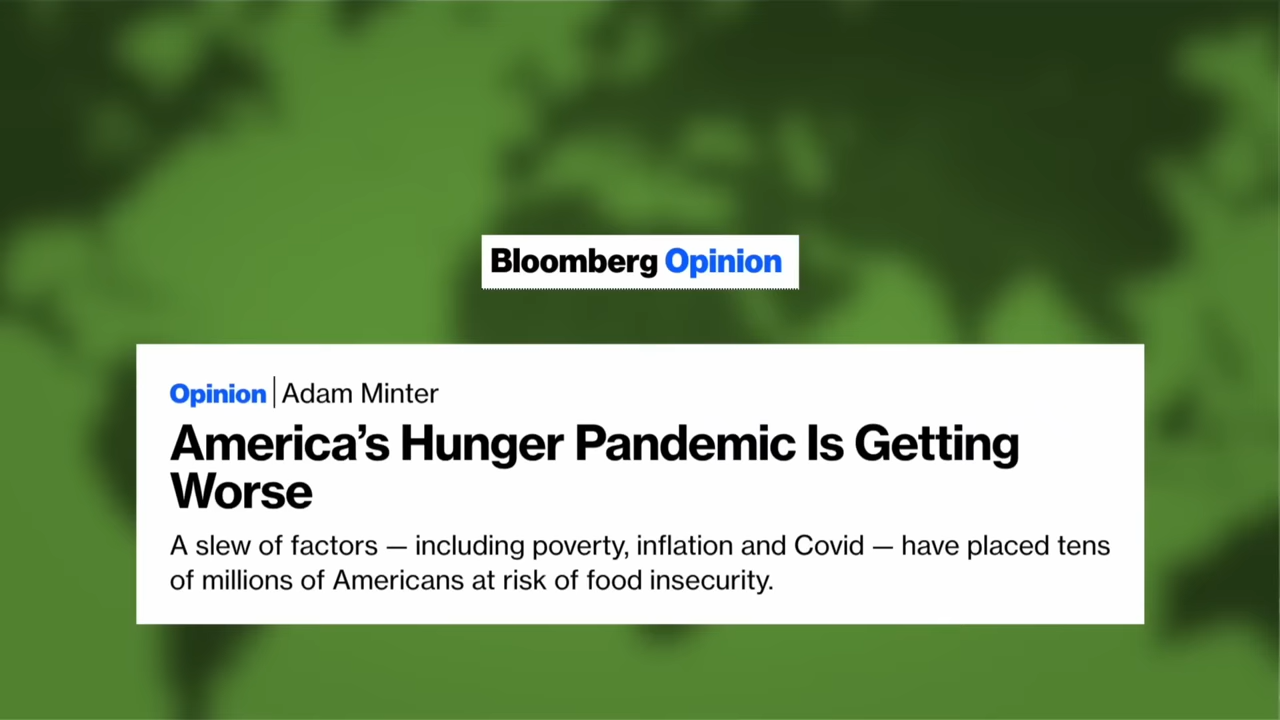 Bloomberg Opinion
Opinion | Adam Minter
America’s Hunger Pandemic Is Getting
Worse
A slew of factors — including poverty, inflation and Covid — have placed tens
of millions of Americans at risk of food insecurity.